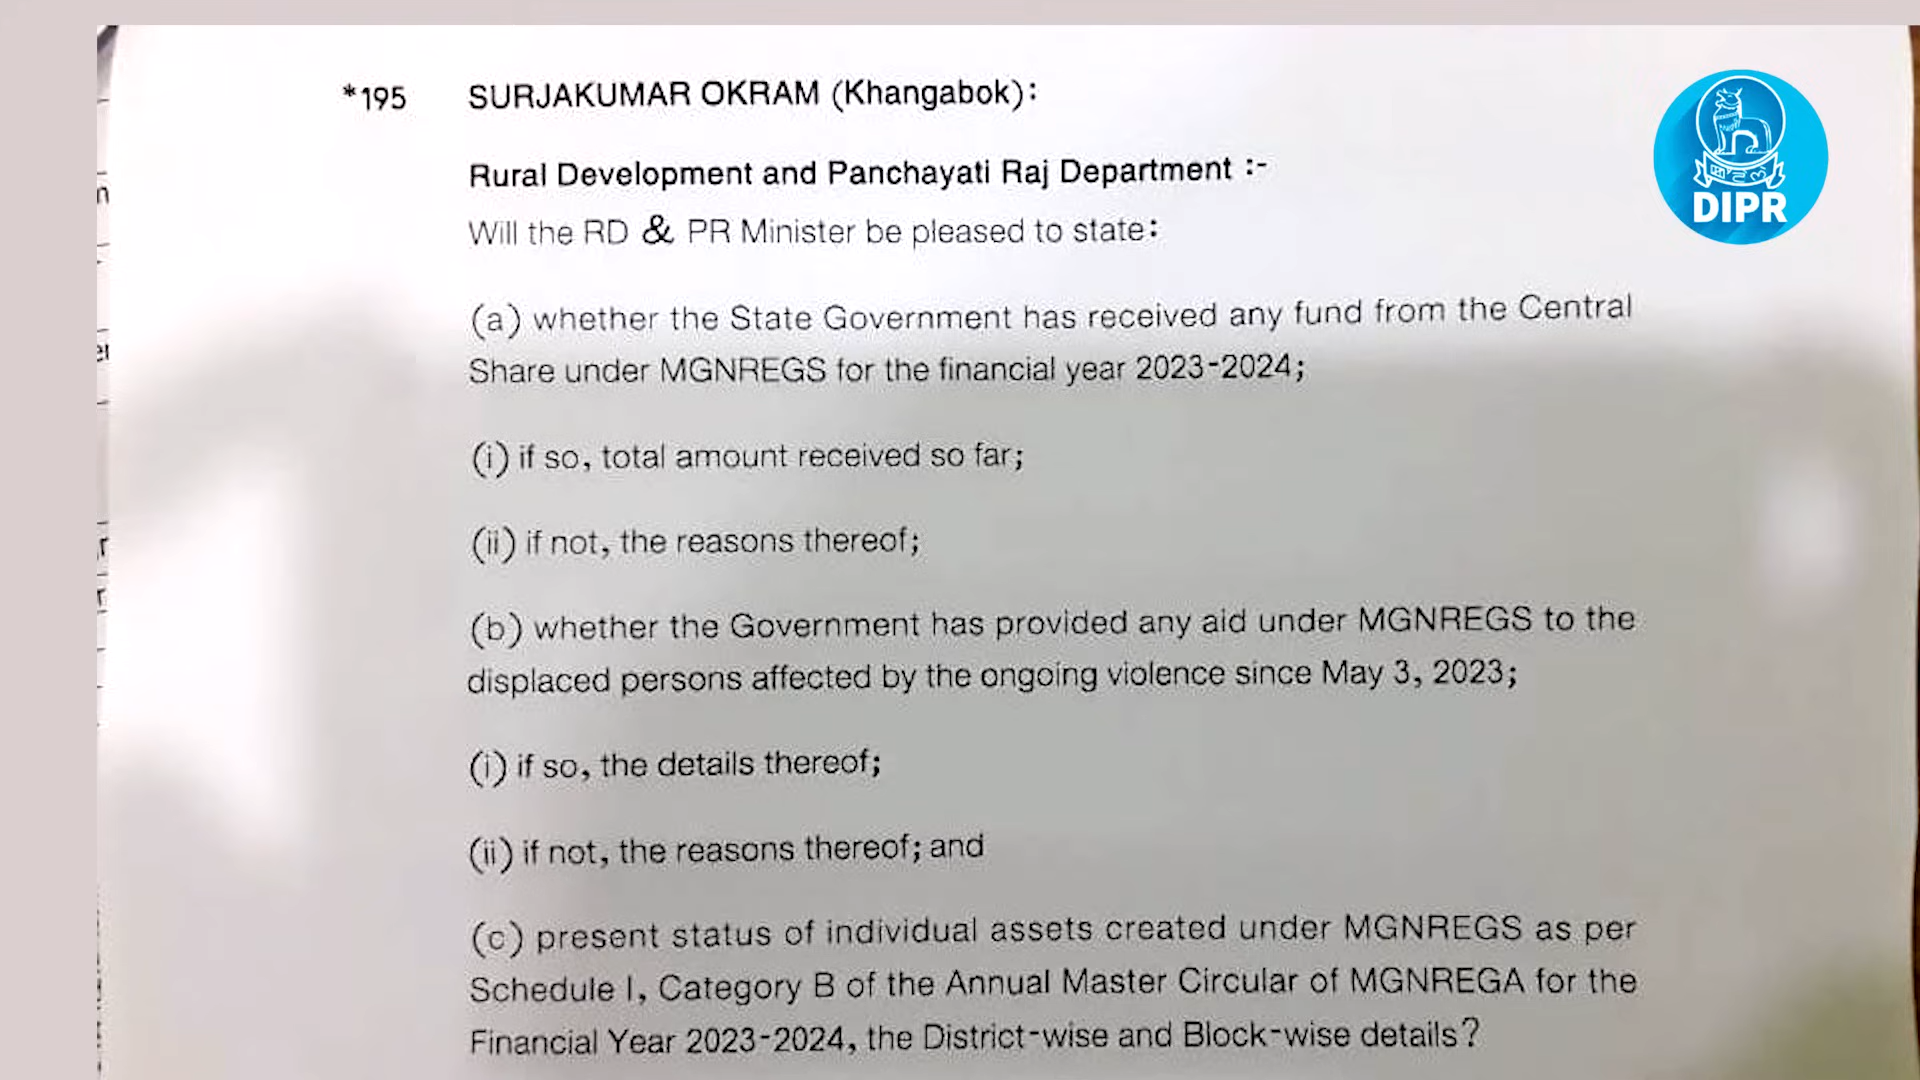 *195 SURJAKUMAR OKRAM (Khangabok):
Rural Development and Panchayati Raj Department :-
Will the RD & PR Minister be pleased to state:
(a) whether the State Government has received any fund from the Central
Share under MGNREGS for the financial year 2023-2024;
(i) if so, total amount received so far;
(ii) if not, the reasons thereof;
(b) whether the Government has provided any aid under MGNREGS to the
displaced persons affected by the ongoing violence since May 3, 2023;
(i) if so, the details thereof;
(ii) if not, the reasons thereof; and
(c) present status of individual assets created under MGNREGS as per
Schedule I, Category B of the Annual Master Circular of MGNREGA for the
Financial Year 2023-2024, the District-wise and Block-wise details?
DIPR